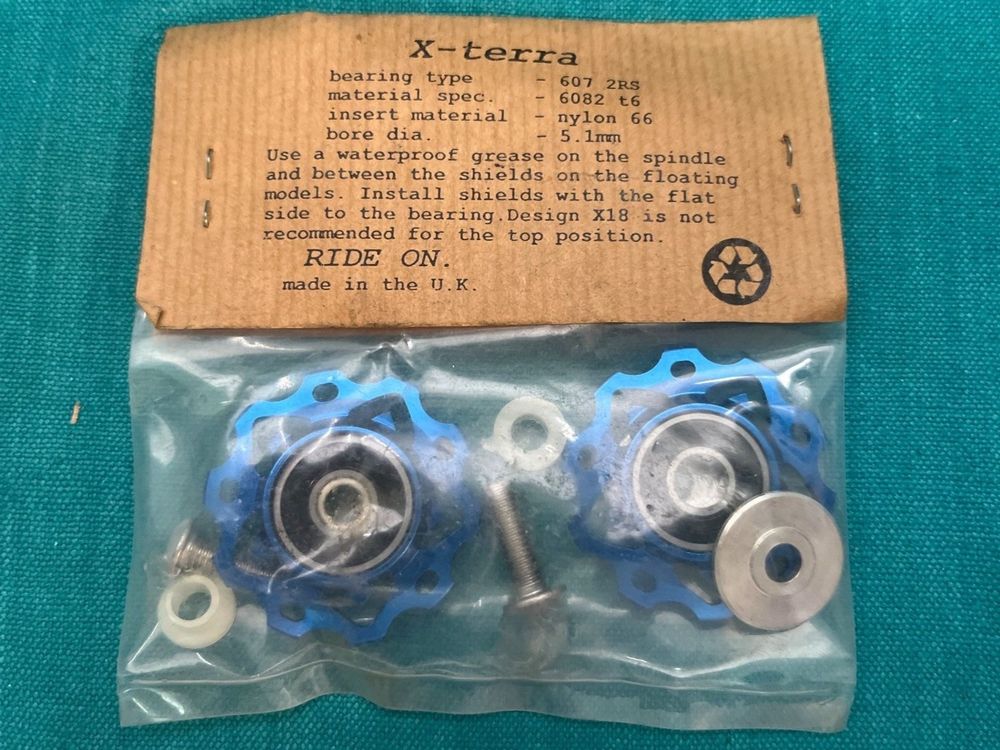 X-terra
bearing type - 607 2RS
material spec. - 6082 t6
insert material - nylon 66
bore dia. - 5.1mm
Use a waterproof grease on the spindle
and between the shields on the floating
models. Install shields with the flat
side to the bearing.Design X18 is not
recommended for the top position.
RIDE ON.
made in the U.K.